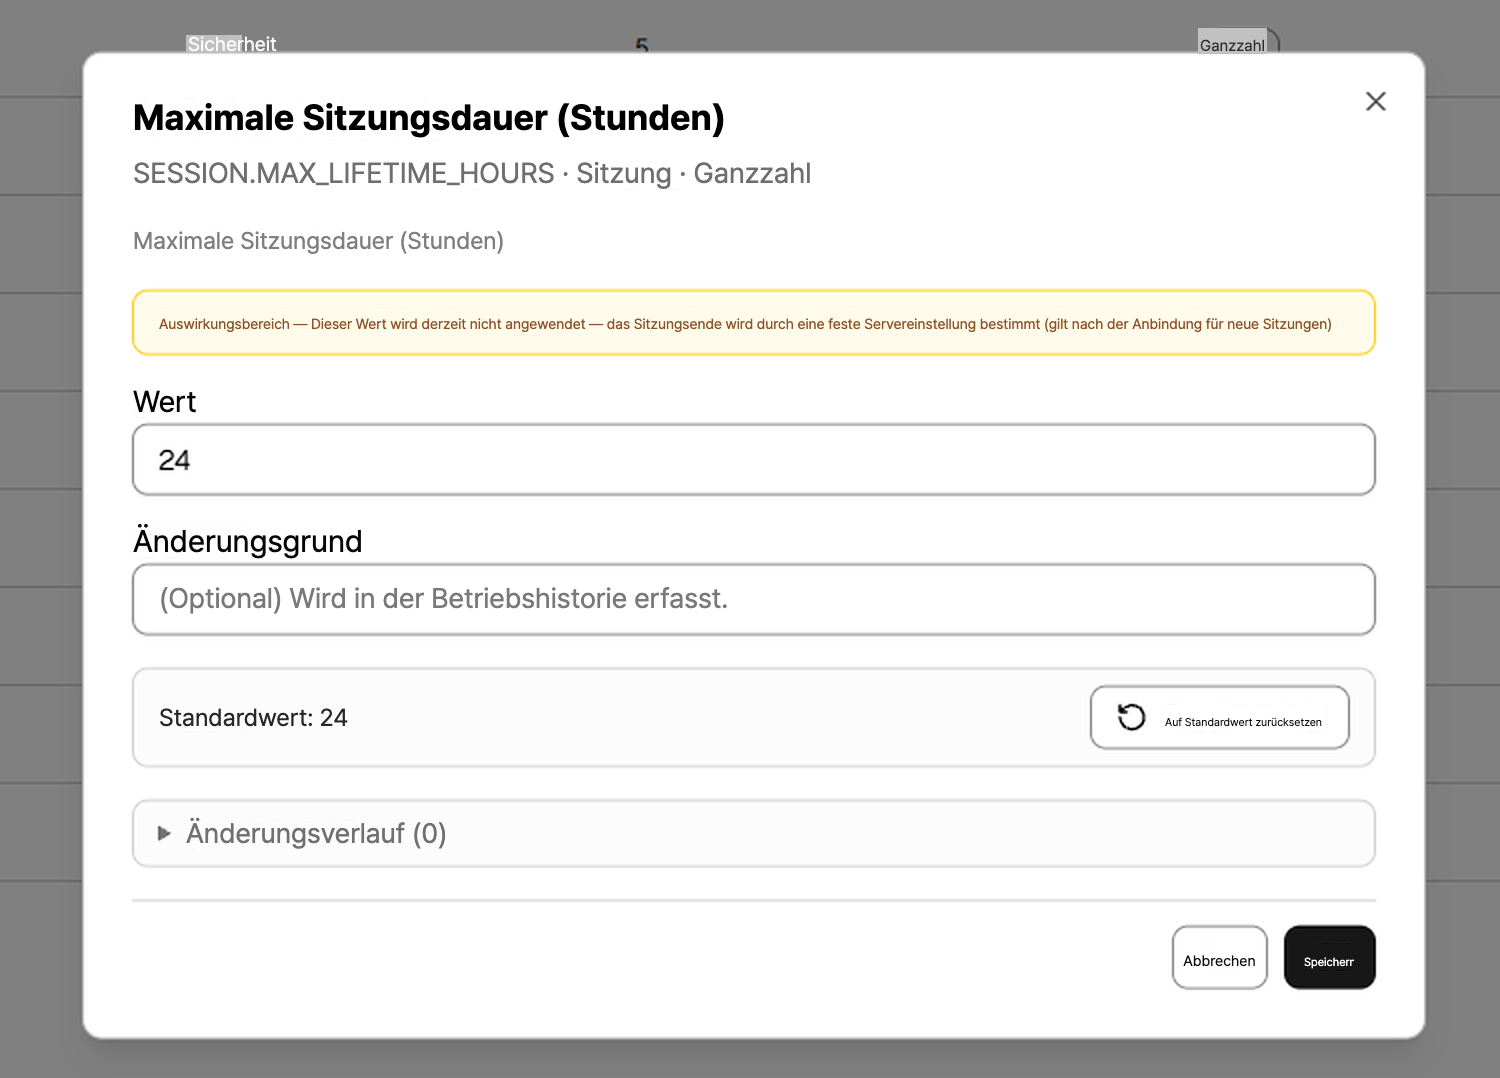 Sicherheit 5 Ganzzahl
Maximale Sitzungsdauer (Stunden)
SESSION.MAX_LIFETIME_HOURS · Sitzung · Ganzzahl
Maximale Sitzungsdauer (Stunden)
Auswirkungsbereich — Dieser Wert wird derzeit nicht angewendet — das Sitzungsende wird durch eine feste Servereinstellung bestimmt (gilt nach der Anbindung für neue Sitzungen)
Wert
24
Änderungsgrund
(Optional) Wird in der Betriebshistorie erfasst.
Standardwert: 24
Auf Standardwert zurücksetzen
Änderungsverlauf (0)
Abbrechen
Speicherr